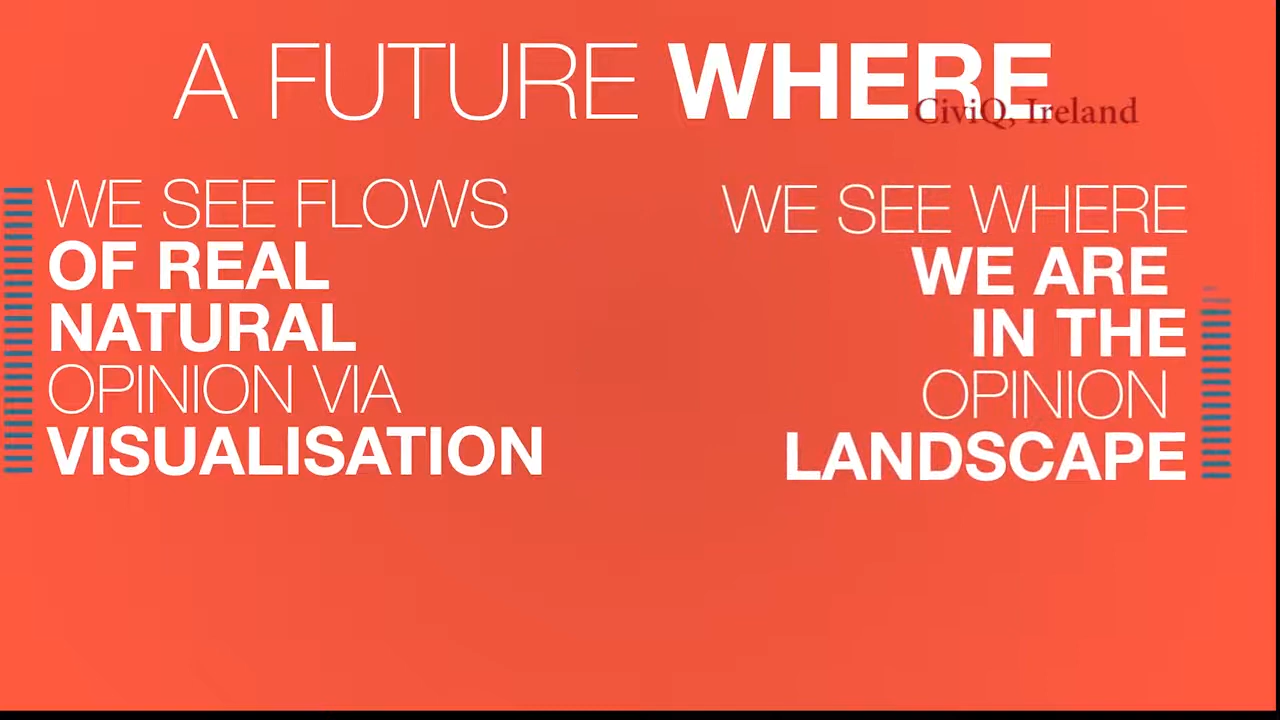 A FUTURE WHERE
CiviQ, Ireland
WE SEE FLOWS
OF REAL
NATURAL
OPINION VIA
VISUALISATION
WE SEE WHERE
WE ARE
IN THE
OPINION
LANDSCAPE